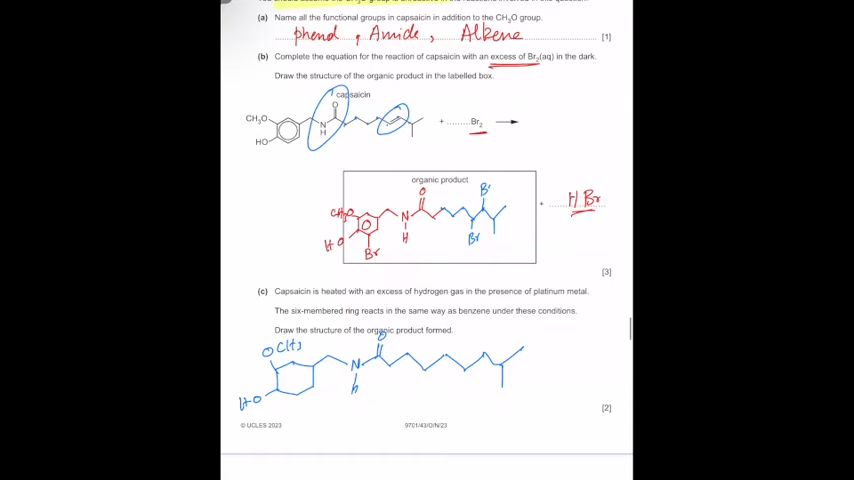 (a) Name all the functional groups in capsaicin in addition to the CH₃O group.
phenol, Amide, Alkene
[1]
(b) Complete the equation for the reaction of capsaicin with an excess of Br₂(aq) in the dark.
Draw the structure of the organic product in the labelled box.
capsaicin
O
CH₃O
N
H
HO
+ ........Br₂
organic product
O
Br
CH₃O
N
H
HO
Br
Br
+ HBr
[3]
(c) Capsaicin is heated with an excess of hydrogen gas in the presence of platinum metal.
The six-membered ring reacts in the same way as benzene under these conditions.
Draw the structure of the organic product formed.
O
OCH₃
N
H
HO
[2]
© UCLES 2023
9701/43/O/N/23